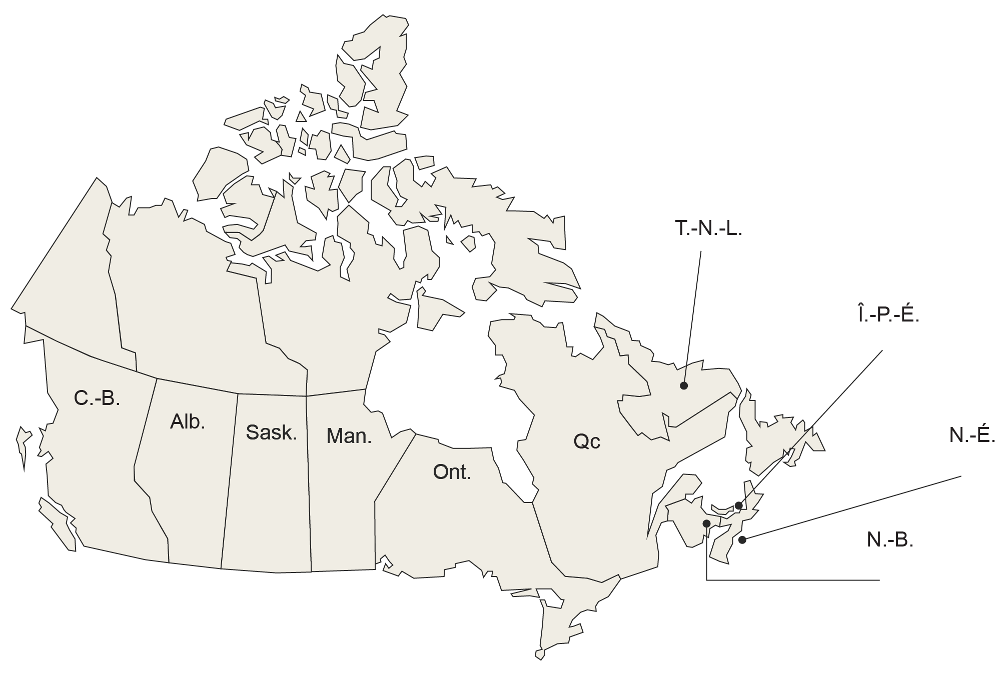 T.-N.-L.
Î.-P.-É.
C.-B.
Alb.
Sask.
Man.
Qc
N.-É.
Ont.
N.-B.